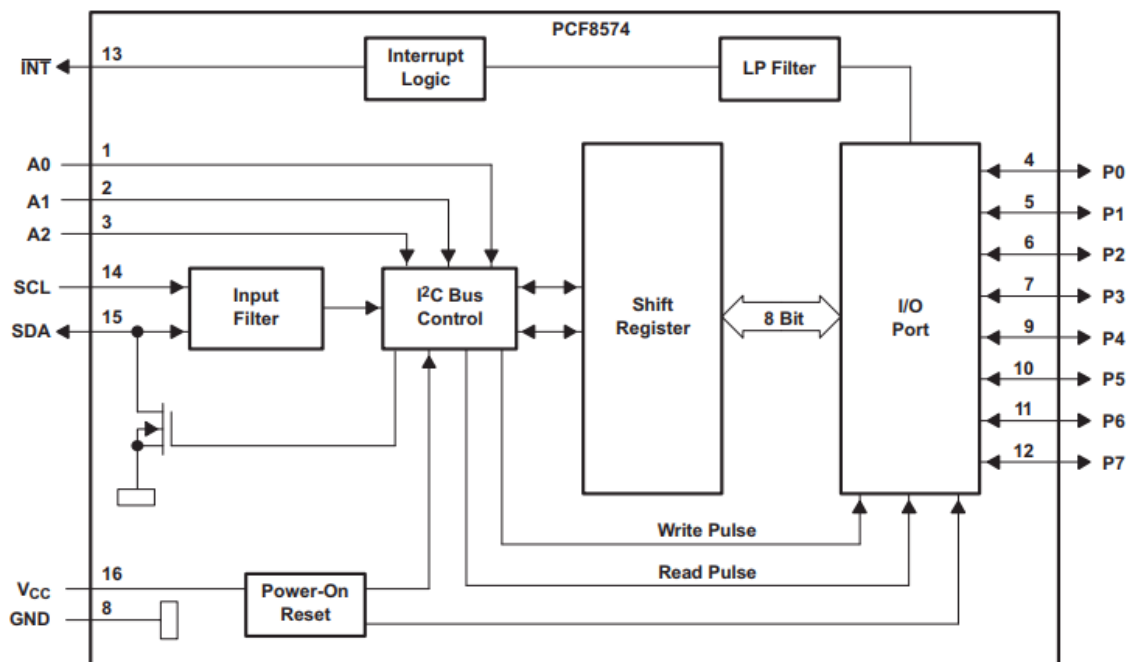 PCF8574
INT
13
Interrupt
Logic
LP Filter
A0
1
A1
2
A2
3
SCL
14
SDA
15
Input
Filter
I²C Bus
Control
Shift
Register
8 Bit
I/O
Port
4
P0
5
P1
6
P2
7
P3
9
P4
10
P5
11
P6
12
P7
Write Pulse
Read Pulse
VCC
16
GND
8
Power-On
Reset